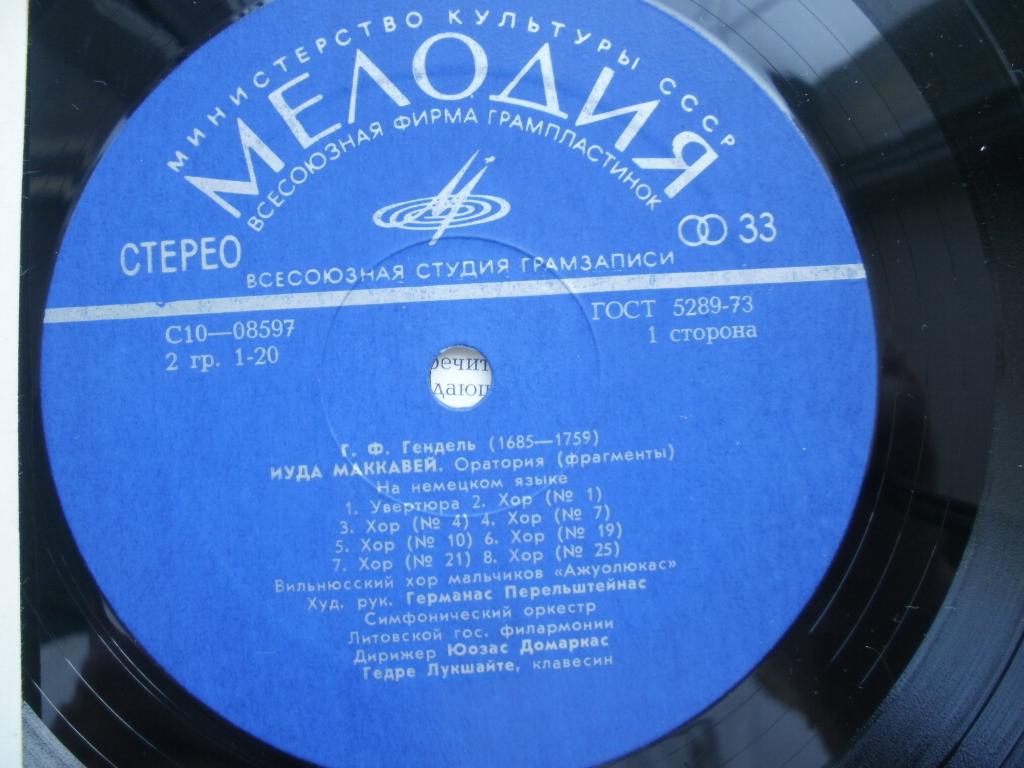 МИНИСТЕРСТВО КУЛЬТУРЫ СССР
МЕЛОДИЯ
ВСЕСОЮЗНАЯ ФИРМА ГРАМПЛАСТИНОК
СТЕРЕО
33
ВСЕСОЮЗНАЯ СТУДИЯ ГРАМЗАПИСИ
С10—08597
ГОСТ 5289-73
2 гр. 1-20
1 сторона
ечит
дающ
Г. Ф. Гендель (1685—1759)
ИУДА МАККАВЕЙ. Оратория (фрагменты)
На немецком языке
1. Увертюра 2. Хор (№ 1)
3. Хор (№ 4) 4. Хор (№ 7)
5. Хор (№ 10) 6. Хор (№ 19)
7. Хор (№ 21) 8. Хор (№ 25)
Вильнюсский хор мальчиков «Ажуолюкас»
Худ. рук. Германас Перельштейнас
Симфонический оркестр
Литовской гос. филармонии
Дирижер Юозас Домаркас
Гедре Лукшайте, клавесин